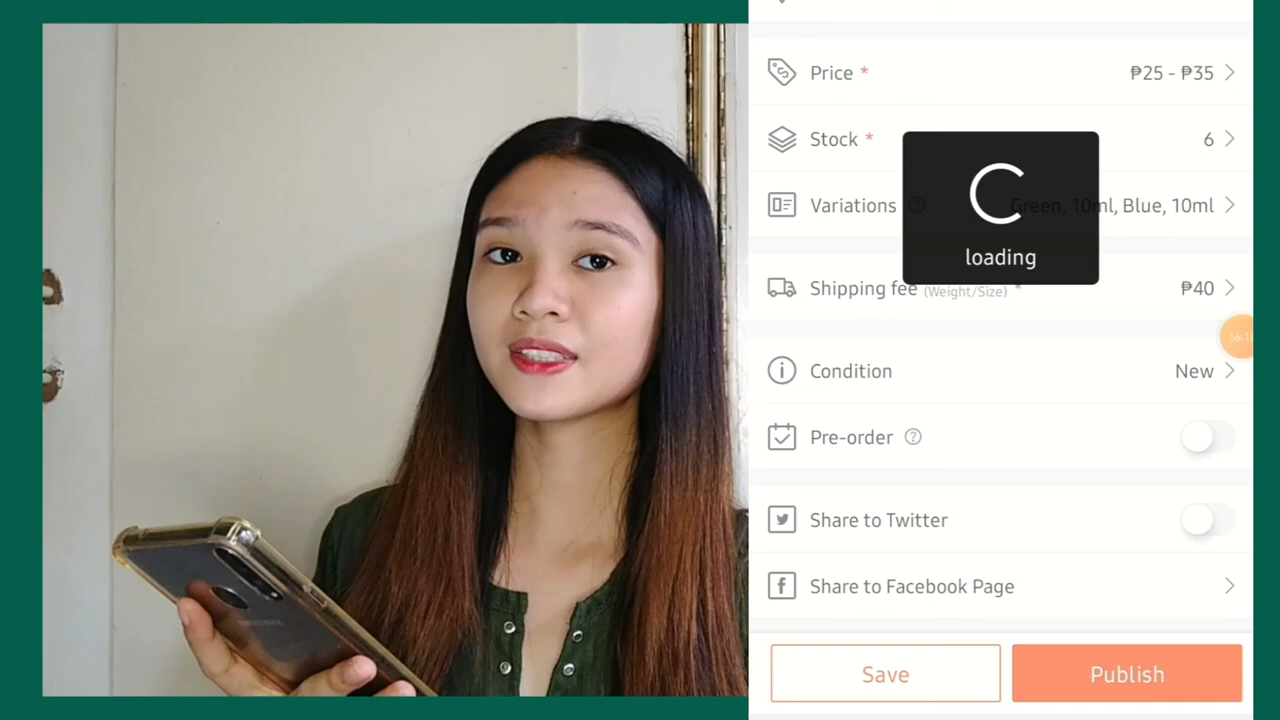 Price *
₱25 - ₱35
Stock *
6
loading
Variations
Green, 10ml, Blue, 10ml
Shipping fee (Weight/Size) *
₱40
Condition
New
Pre-order
Share to Twitter
Share to Facebook Page
Save
Publish